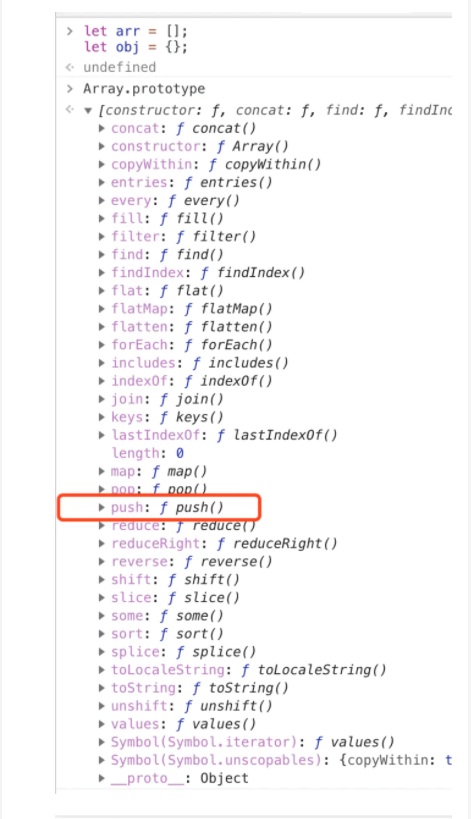 > let arr = [];
let obj = {};
< undefined
> Array.prototype
[constructor: ƒ, concat: ƒ, find: ƒ, findInd
concat: ƒ concat()
constructor: ƒ Array()
copyWithin: ƒ copyWithin()
entries: ƒ entries()
every: ƒ every()
fill: ƒ fill()
filter: ƒ filter()
find: ƒ find()
findIndex: ƒ findIndex()
flat: ƒ flat()
flatMap: ƒ flatMap()
flatten: ƒ flatten()
forEach: ƒ forEach()
includes: ƒ includes()
indexOf: ƒ indexOf()
join: ƒ join()
keys: ƒ keys()
lastIndexOf: ƒ lastIndexOf()
length: 0
map: ƒ map()
pop: ƒ pop()
push: ƒ push()
reduce: ƒ reduce()
reduceRight: ƒ reduceRight()
reverse: ƒ reverse()
shift: ƒ shift()
slice: ƒ slice()
some: ƒ some()
sort: ƒ sort()
splice: ƒ splice()
toLocaleString: ƒ toLocaleString()
toString: ƒ toString()
unshift: ƒ unshift()
values: ƒ values()
Symbol(Symbol.iterator): ƒ values()
Symbol(Symbol.unscopables): {copyWithin: t
__proto__: Object